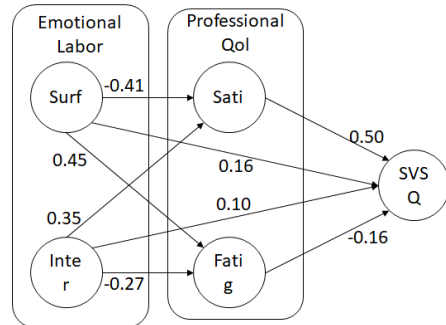 Emotional
Labor
Professional
Qol
Surf
-0.41
Sati
0.45
0.16
0.50
0.10
SVS
Q
0.35
-0.16
Inte
r
-0.27
Fati
g